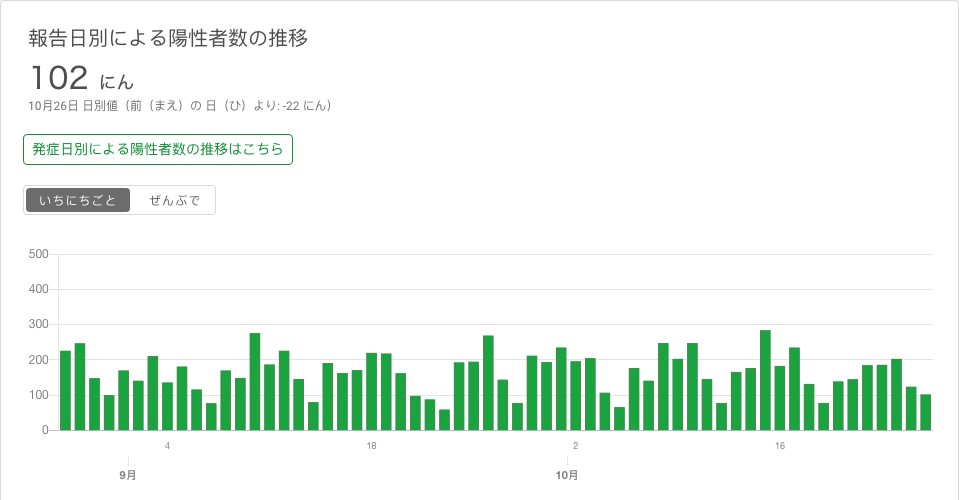 報告日別による陽性者数の推移
102 にん
10月26日 日別値（前（まえ）の 日（ひ）より: -22 にん）
発症日別による陽性者数の推移はこちら
いちにちごと ぜんぶで
500
400
300
200
100
0
4 18 2 16
9月 10月